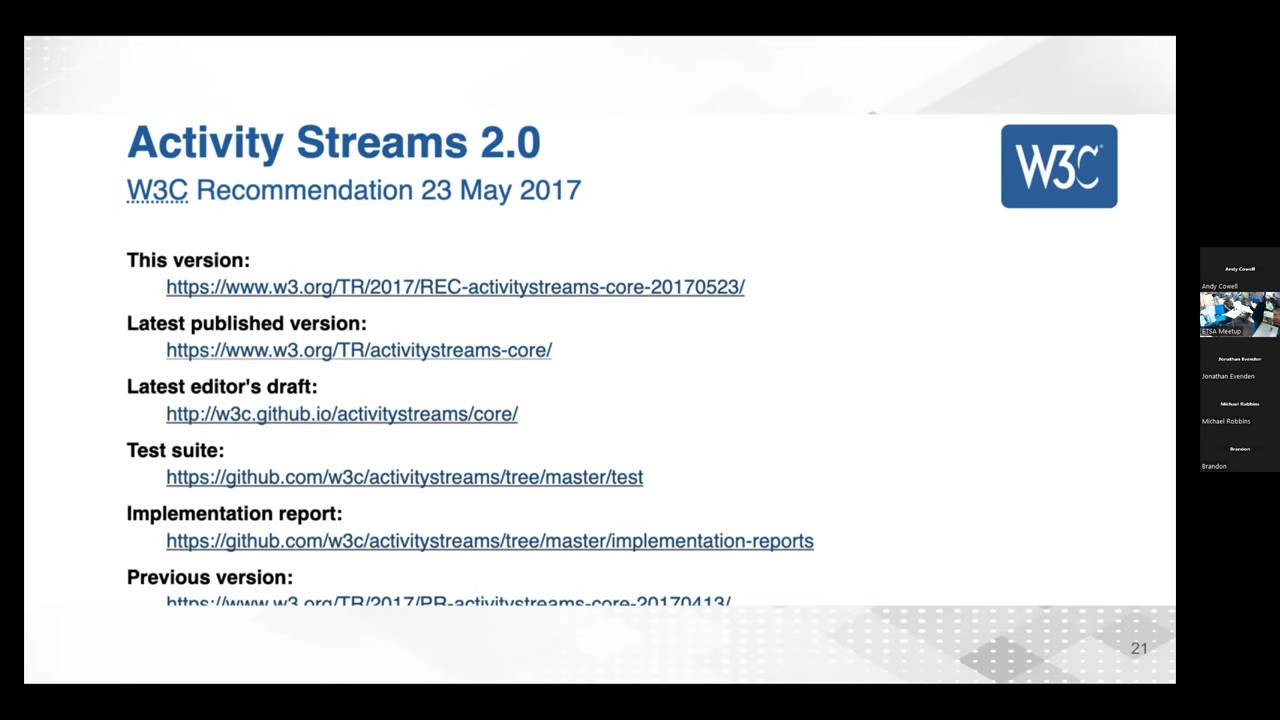 Activity Streams 2.0
W3C Recommendation 23 May 2017
W3C
This version:
https://www.w3.org/TR/2017/REC-activitystreams-core-20170523/
Latest published version:
https://www.w3.org/TR/activitystreams-core/
Latest editor's draft:
http://w3c.github.io/activitystreams/core/
Test suite:
https://github.com/w3c/activitystreams/tree/master/test
Implementation report:
https://github.com/w3c/activitystreams/tree/master/implementation-reports
Previous version:
https://www.w3.org/TR/2017/PR-activitystreams-core-20170413/
21
Andy Cowell
Andy Cowell
ETSA Meetup
Jonathan Evenden
Jonathan Evenden
Michael Robbins
Michael Robbins
Brandon
Brandon